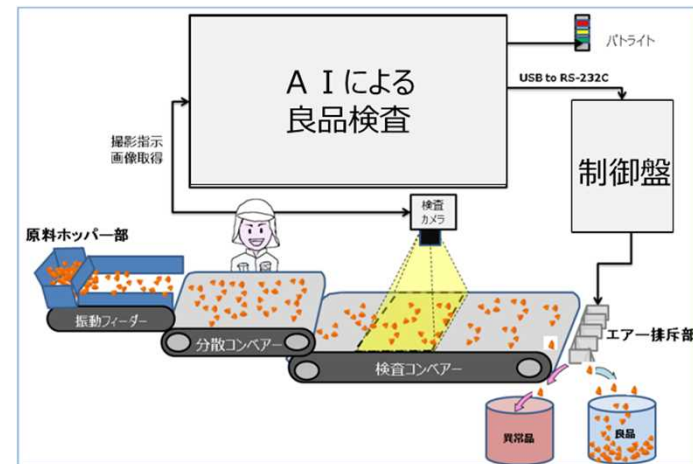 ＡＩによる
良品検査
パトライト
USB to RS-232C
制御盤
撮影指示
画像取得
検査
カメラ
原料ホッパー部
振動フィーダー
分散コンベアー
検査コンベアー
エアー排斥部
異常品
良品